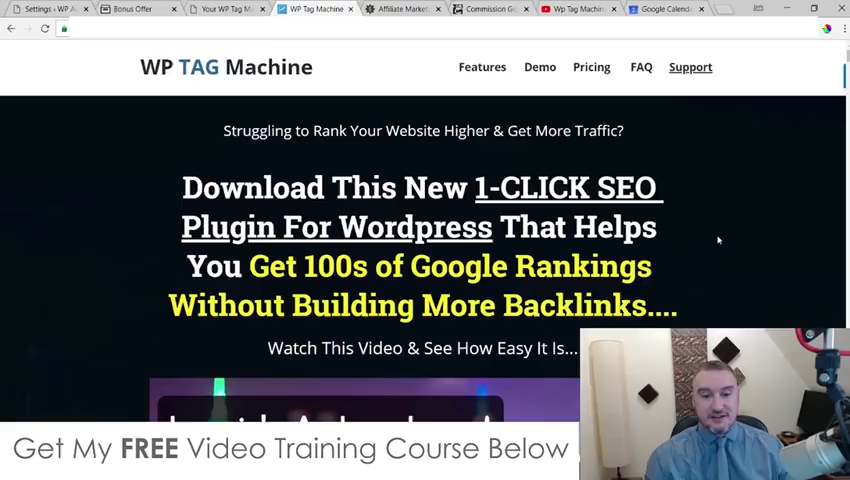 Settings ‹ WP A
Bonus Offer
Your WP Tag M
WP Tag Machine
Affiliate Market
Commission Go
Wp Tag Machin
Google Calend
WP TAG Machine
Features
Demo
Pricing
FAQ
Support
Struggling to Rank Your Website Higher & Get More Traffic?
Download This New 1-CLICK SEO
Plugin For Wordpress That Helps
You Get 100s of Google Rankings
Without Building More Backlinks....
Watch This Video & See How Easy It Is...
Get My FREE Video Training Course Below